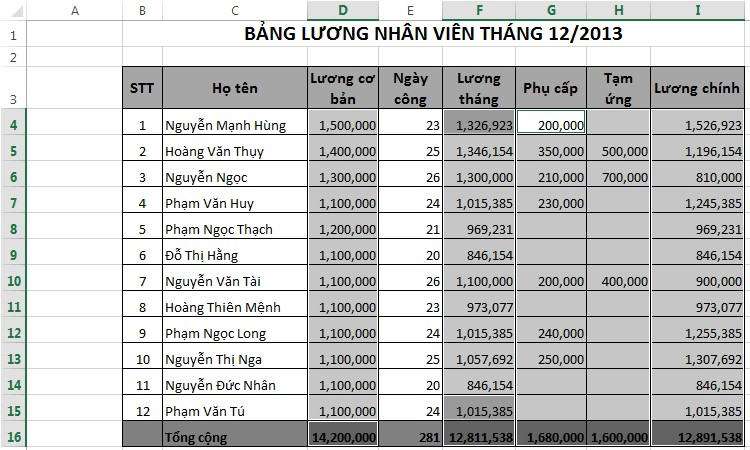 A B C D E F G H I
1 BẢNG LƯƠNG NHÂN VIÊN THÁNG 12/2013
2
3 STT Họ tên Lương cơ bản Ngày công Lương tháng Phụ cấp Tạm ứng Lương chính
4 1 Nguyễn Mạnh Hùng 1,500,000 23 1,326,923 200,000 1,526,923
5 2 Hoàng Văn Thụy 1,400,000 25 1,346,154 350,000 500,000 1,196,154
6 3 Nguyễn Ngọc 1,300,000 26 1,300,000 210,000 700,000 810,000
7 4 Phạm Văn Huy 1,100,000 24 1,015,385 230,000 1,245,385
8 5 Phạm Ngọc Thạch 1,200,000 21 969,231 969,231
9 6 Đỗ Thị Hằng 1,100,000 20 846,154 846,154
10 7 Nguyễn Văn Tài 1,100,000 26 1,100,000 200,000 400,000 900,000
11 8 Hoàng Thiên Mệnh 1,100,000 23 973,077 973,077
12 9 Phạm Ngọc Long 1,100,000 24 1,015,385 240,000 1,255,385
13 10 Nguyễn Thị Nga 1,100,000 25 1,057,692 250,000 1,307,692
14 11 Nguyễn Đức Nhân 1,100,000 20 846,154 846,154
15 12 Phạm Văn Tú 1,100,000 24 1,015,385 1,015,385
16 Tổng cộng 14,200,000 281 12,811,538 1,680,000 1,600,000 12,891,538